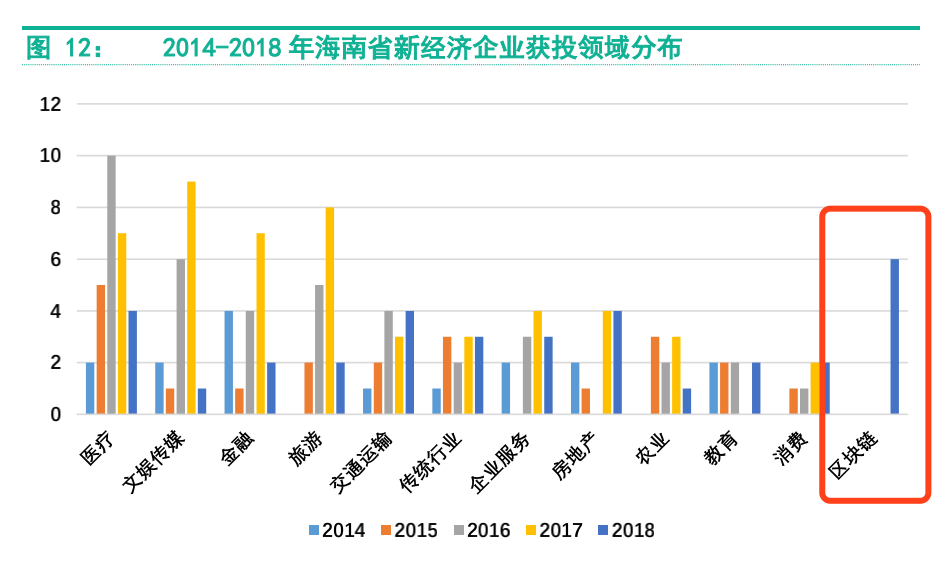 图 12： 2014-2018 年海南省新经济企业获投领域分布
12
10
8
6
4
2
0
医疗
文娱传媒
金融
旅游
交通运输
传统行业
企业服务
房地产
农业
教育
消费
区块链
2014 2015 2016 2017 2018